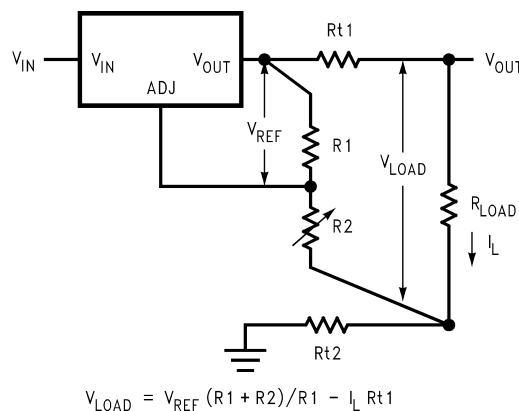 Rt1
V_IN
V_IN
V_OUT
V_OUT
ADJ
V_REF
R1
V_LOAD
R_LOAD
R2
I_L
Rt2
V_LOAD = V_REF (R1 + R2)/R1 - I_L Rt1